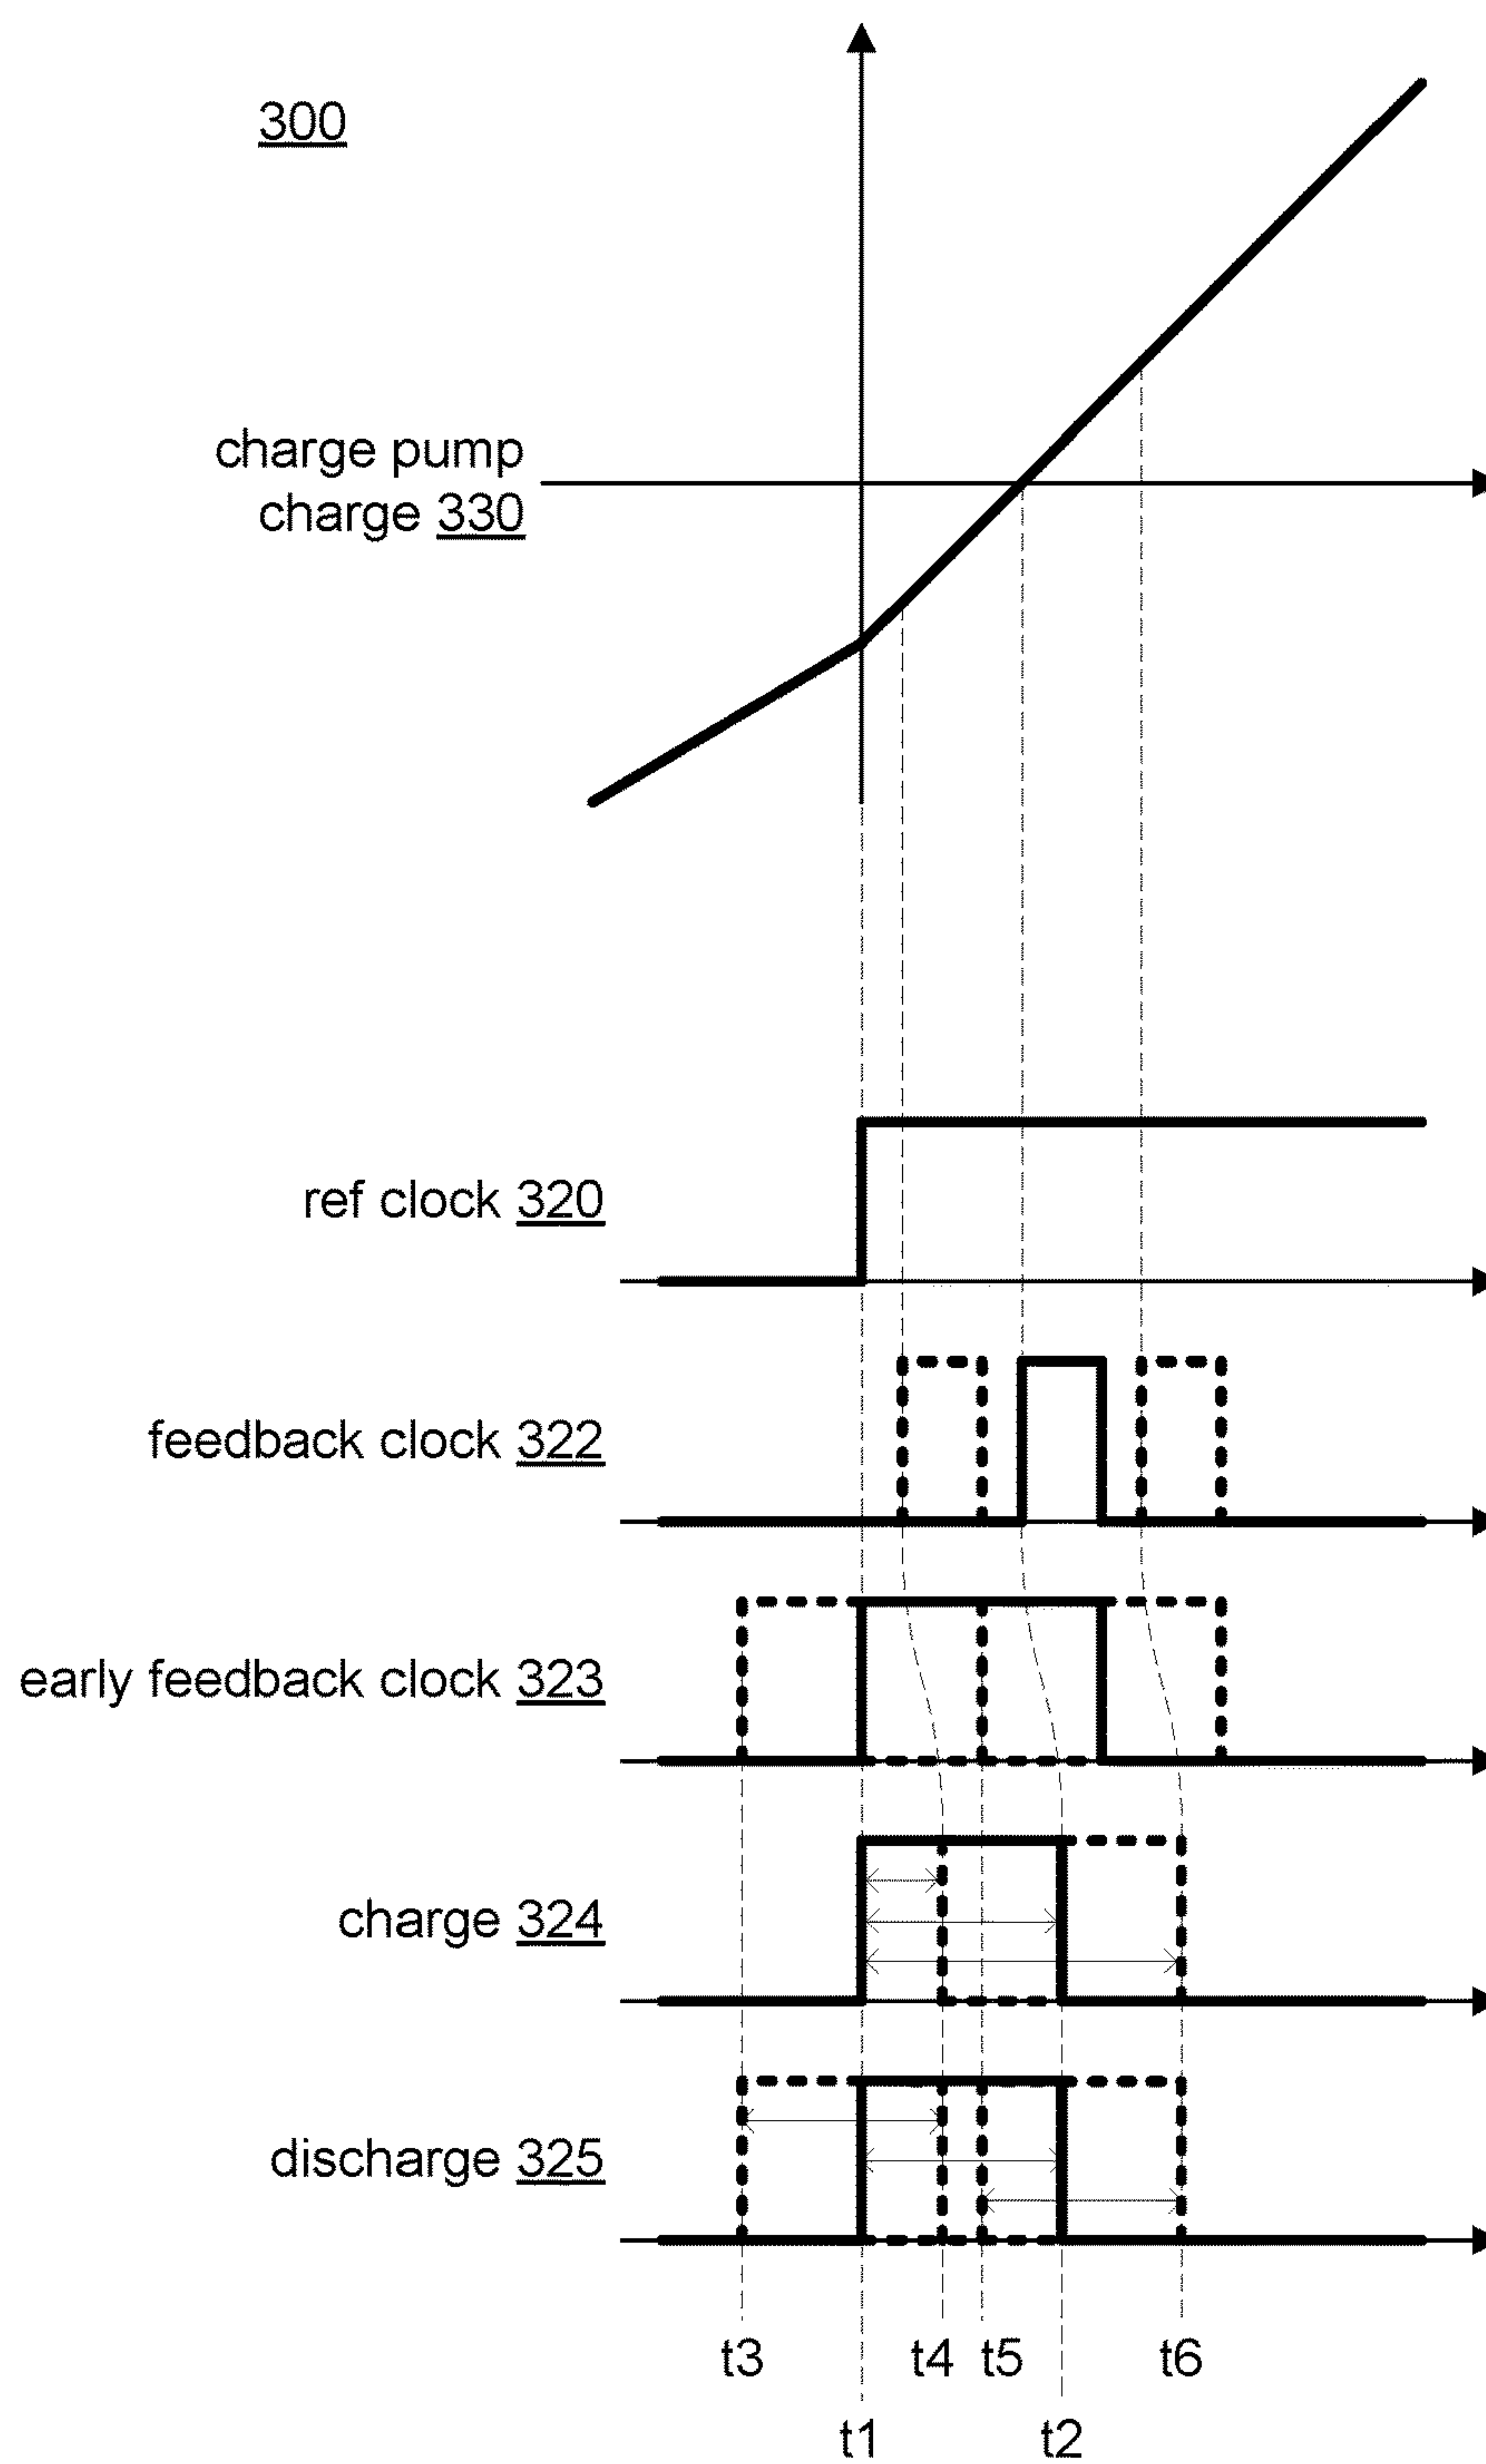 300
charge pump
charge 330
ref clock 320
feedback clock 322
early feedback clock 323
charge 324
discharge 325
t3 t4 t5 t6
t1 t2